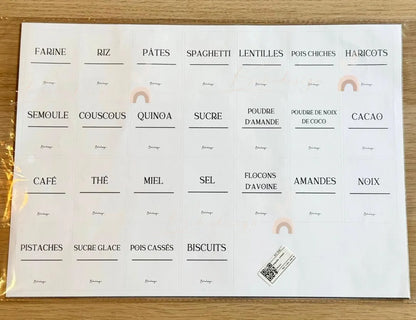 FARINE
RIZ
PÂTES
SPAGHETTI
LENTILLES
POIS CHICHES
HARICOTS
SEMOULE
COUSCOUS
QUINOA
SUCRE
POUDRE
D'AMANDE
POUDRE DE NOIX
DE COCO
CACAO
CAFÉ
THÉ
MIEL
SEL
FLOCONS
D'AVOINE
AMANDES
NOIX
PISTACHES
SUCRE GLACE
POIS CASSÉS
BISCUITS